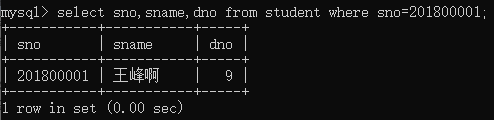 mysql> select sno,sname,dno from student where sno=201800001;
+-----------+-----------+-----+
| sno       | sname     | dno |
+-----------+-----------+-----+
| 201800001 | 王峰啊    |   9 |
+-----------+-----------+-----+
1 row in set (0.00 sec)